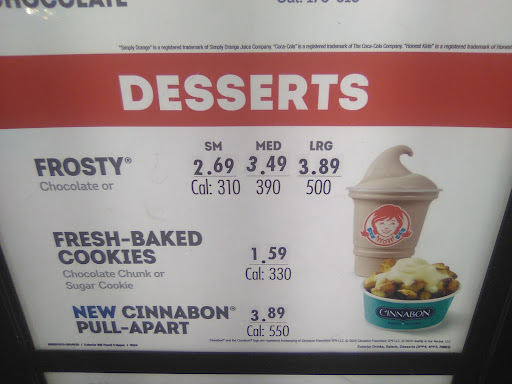 CHOCOLATE
"Simply Orange" is a registered trademark of Simply Orange Juice Company. "Coca-Cola" is a registered trademark of The Coca-Cola Company. "Honest Kids" is a registered trademark of Honest
DESSERTS
SM MED LRG
FROSTY® 2.69 3.49 3.89
Chocolate or Cal: 310 390 500
FRESH-BAKED
COOKIES 1.59
Chocolate Chunk or Cal: 330
Sugar Cookie
NEW CINNABON® 3.89
PULL-APART Cal: 550
Wendy's
CINNABON